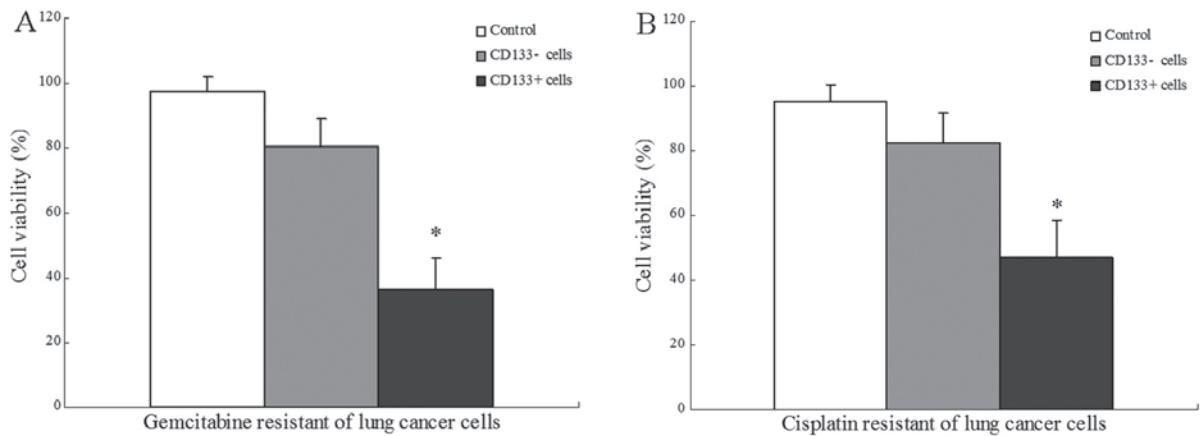 A
120
100
80
60
40
20
0
Cell viability (%)
Control
CD133- cells
CD133+ cells
*
Gemcitabine resistant of lung cancer cells
B
120
100
80
60
40
20
0
Cell viability (%)
Control
CD133- cells
CD133+ cells
*
Cisplatin resistant of lung cancer cells